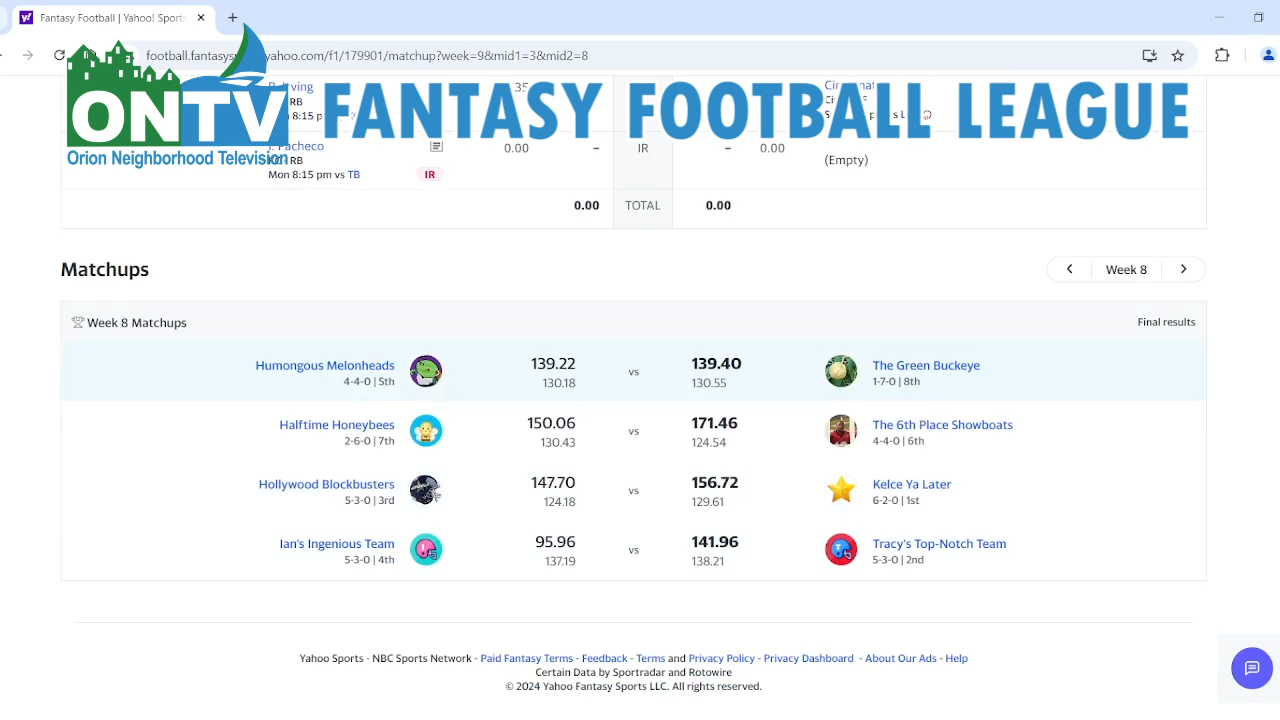 Fantasy Football | Yahoo! Sports
football.fantasys yahoo.com/f1/179901/matchup?week=9&mid1=3&mid2=8
ONTV
Orion Neighborhood Television
FANTASY FOOTBALL LEAGUE
RB
Mon 8:15 p
Pacheco
RB
Mon 8:15 pm vs TB
IR
0.00 – IR – 0.00
(Empty)
0.00 TOTAL 0.00
Matchups
Week 8
Week 8 Matchups
Final results
Humongous Melonheads 139.22 vs 139.40 The Green Buckeye
4-4-0 | 5th 130.18 130.55 1-7-0 | 8th
Halftime Honeybees 150.06 vs 171.46 The 6th Place Showboats
2-6-0 | 7th 130.43 124.54 4-4-0 | 6th
Hollywood Blockbusters 147.70 vs 156.72 Kelce Ya Later
5-3-0 | 3rd 124.18 129.61 6-2-0 | 1st
Ian's Ingenious Team 95.96 vs 141.96 Tracy's Top-Notch Team
5-3-0 | 4th 137.19 138.21 5-3-0 | 2nd
Yahoo Sports - NBC Sports Network - Paid Fantasy Terms - Feedback - Terms and Privacy Policy - Privacy Dashboard - About Our Ads - Help
Certain Data by Sportradar and Rotowire
© 2024 Yahoo Fantasy Sports LLC. All rights reserved.